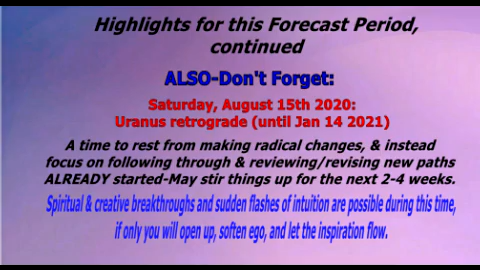 Highlights for this Forecast Period,
continued
ALSO-Don't Forget:
Saturday, August 15th 2020:
Uranus retrograde (until Jan 14 2021)
A time to rest from making radical changes, & instead
focus on following through & reviewing/revising new paths
ALREADY started-May stir things up for the next 2-4 weeks.
Spiritual & creative breakthroughs and sudden flashes of intuition are possible during this time,
if only you will open up, soften ego, and let the inspiration flow.